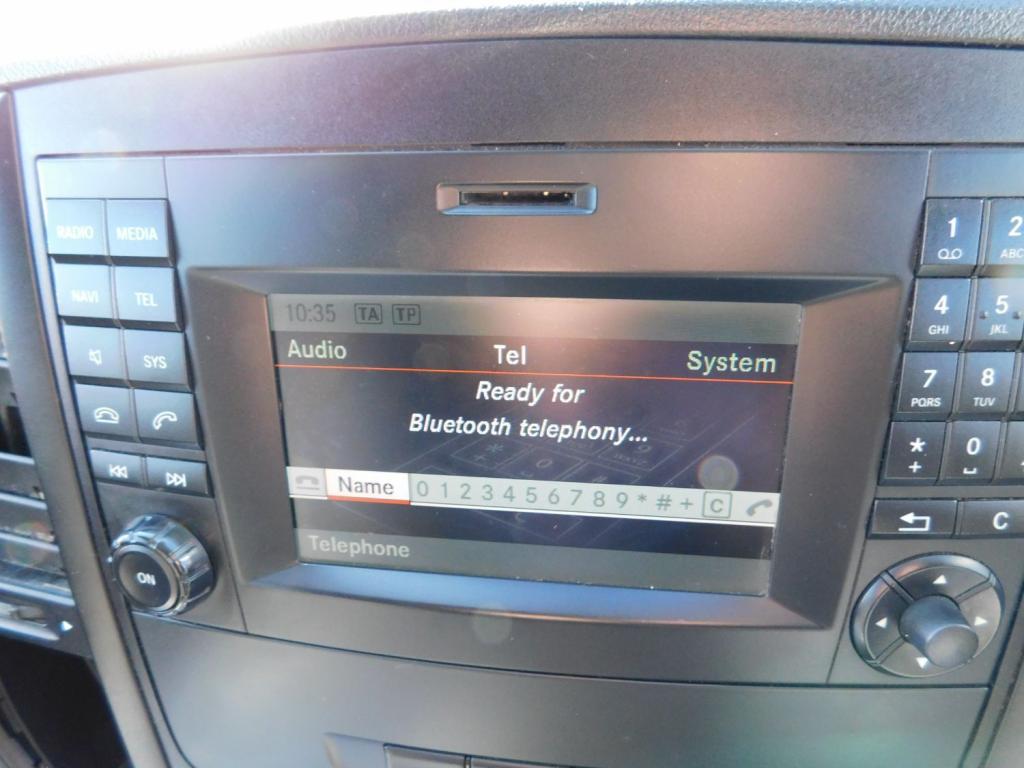 RADIO MEDIA
NAVI TEL
SYS
ON
10:35 TA TP
Audio Tel System
Ready for
Bluetooth telephony...
Name 0 1 2 3 4 5 6 7 8 9 * # + C
Telephone
1 2 ABC
4 GHI 5 JKL
7 PQRS 8 TUV
* + 0
C